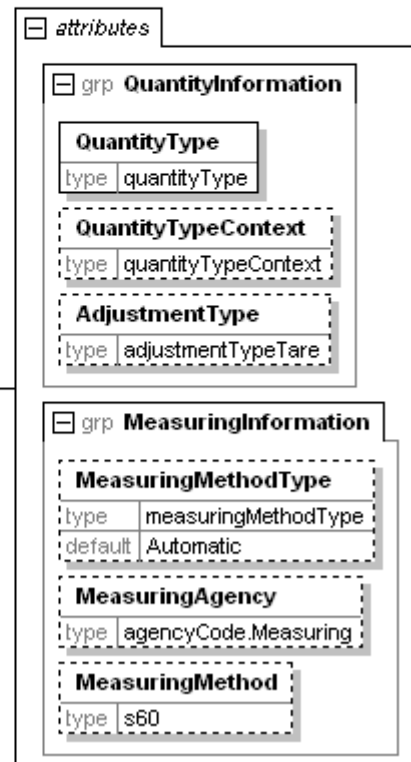 attributes
grp QuantityInformation
QuantityType
type quantityType
QuantityTypeContext
type quantityTypeContext
AdjustmentType
type adjustmentTypeTare
grp MeasuringInformation
MeasuringMethodType
type measuringMethodType
default Automatic
MeasuringAgency
type agencyCode.Measuring
MeasuringMethod
type s60